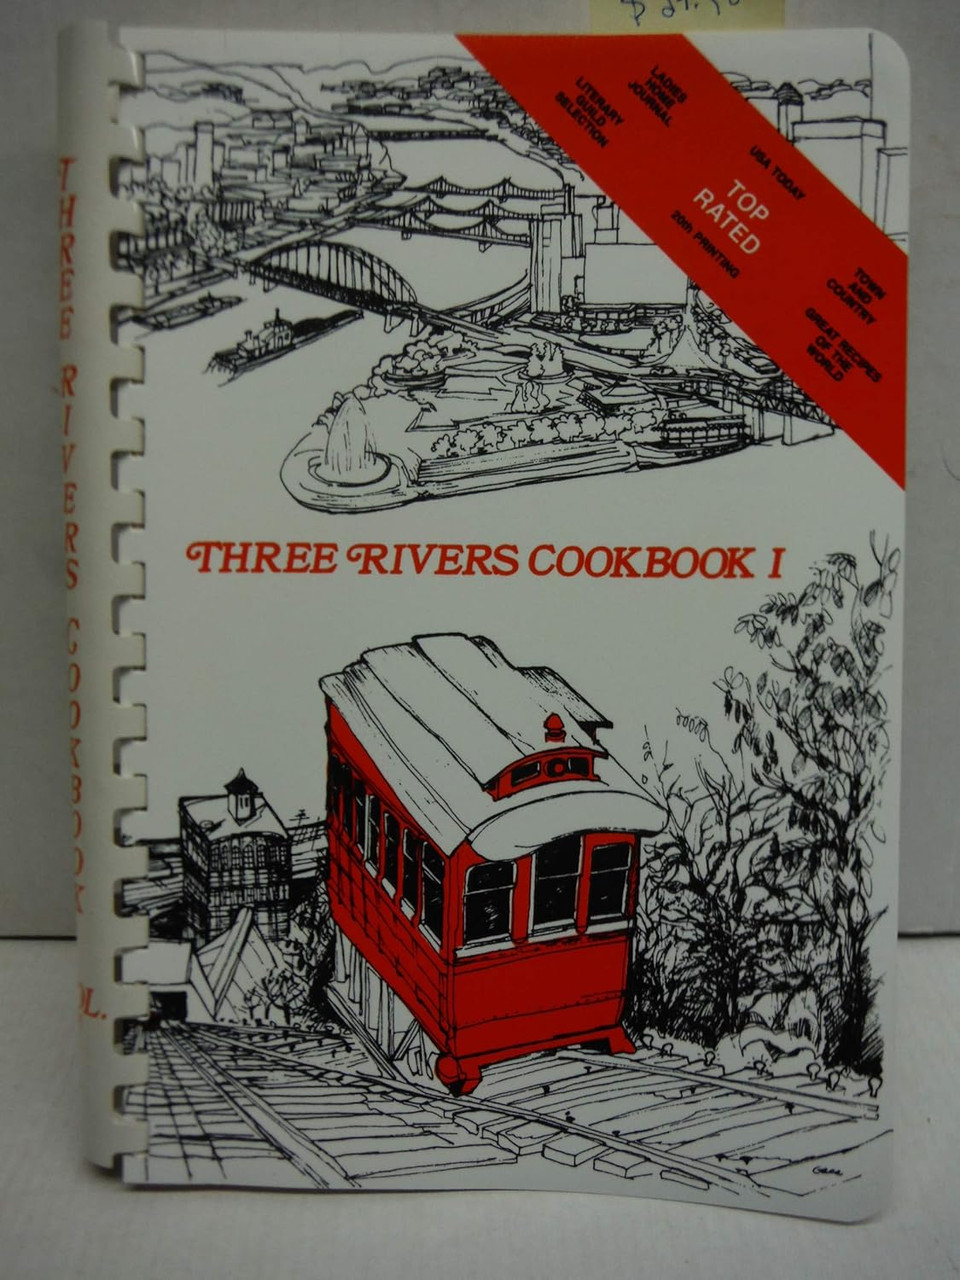 LADIES
HOME
JOURNAL
LITERARY
GUILD
SELECTION
USA TODAY
TOP
RATED
20th PRINTING
TOWN
AND
COUNTRY
GREAT RECIPES
OF THE
WORLD
THREE RIVERS COOKBOOK I
THREE RIVERS COOKBOOK
OL.